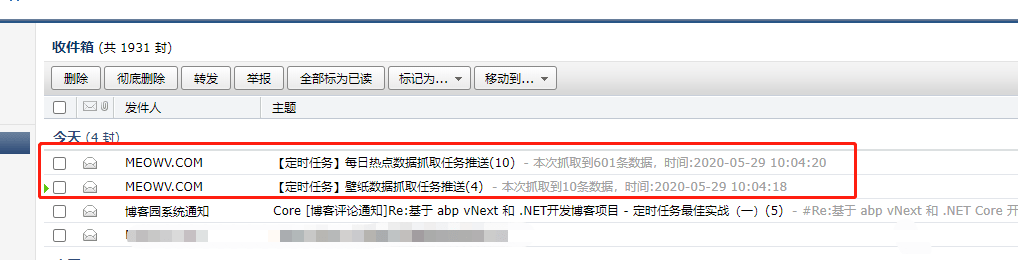 收件箱 (共 1931 封)
删除 彻底删除 转发 举报 全部标为已读 标记为... 移动到...
发件人 主题
今天 (4 封)
MEOWV.COM 【定时任务】每日热点数据抓取任务推送(10) - 本次抓取到601条数据，时间:2020-05-29 10:04:20
MEOWV.COM 【定时任务】壁纸数据抓取任务推送(4) - 本次抓取到10条数据，时间:2020-05-29 10:04:18
博客园系统通知 Core [博客评论通知]Re:基于 abp vNext 和 .NET开发博客项目 - 定时任务最佳实战（一）(5) - #Re:基于 abp vNext 和 .NET Core 开